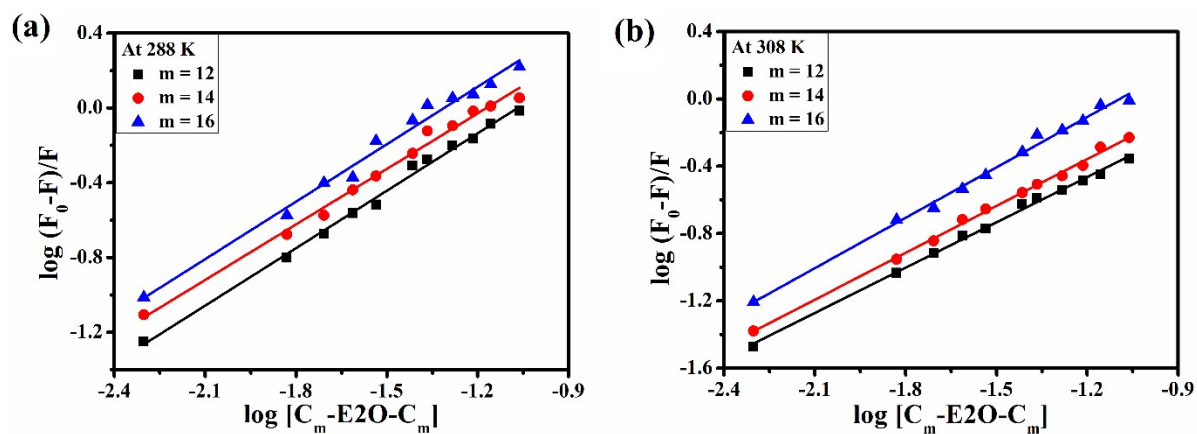 (a)
At 288 K
m = 12
m = 14
m = 16
0.4
0.0
-0.4
-0.8
-1.2
log (F₀-F)/F
-2.4 -2.1 -1.8 -1.5 -1.2 -0.9
log [Cₘ-E2O-Cₘ]
(b)
At 308 K
m = 12
m = 14
m = 16
0.4
0.0
-0.4
-0.8
-1.2
-1.6
log (F₀-F)/F
-2.4 -2.1 -1.8 -1.5 -1.2 -0.9
log [Cₘ-E2O-Cₘ]